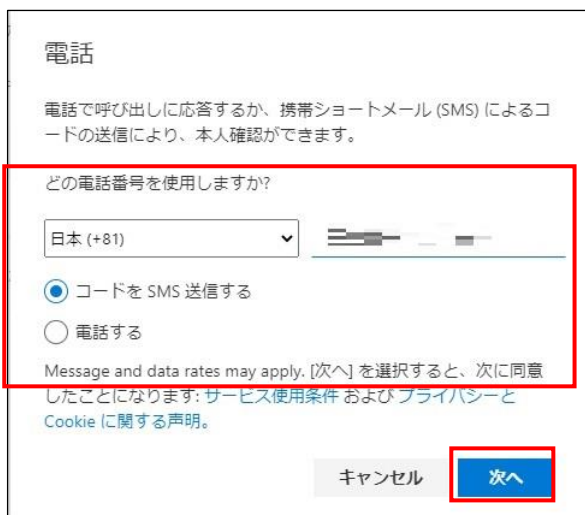 電話
電話で呼び出しに応答するか、携帯ショートメール (SMS) によるコ
ードの送信により、本人確認ができます。
どの電話番号を使用しますか?
日本 (+81)
コードを SMS 送信する
電話する
Message and data rates may apply. [次へ] を選択すると、次に同意
したことになります: サービス使用条件 および プライバシーと
Cookie に関する声明。
キャンセル 次へ